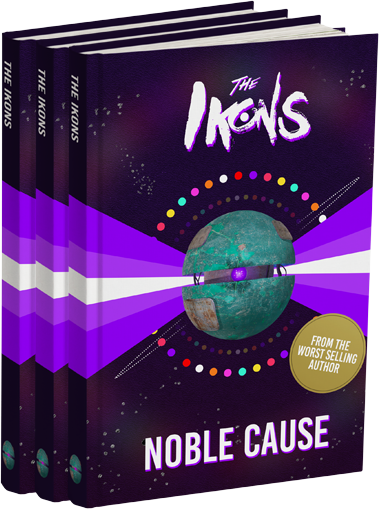 THE IKONS
THE IKONS
THE IKONS
THE
IKONS
FROM THE
WORST SELLING
AUTHOR
NOBLE CAUSE